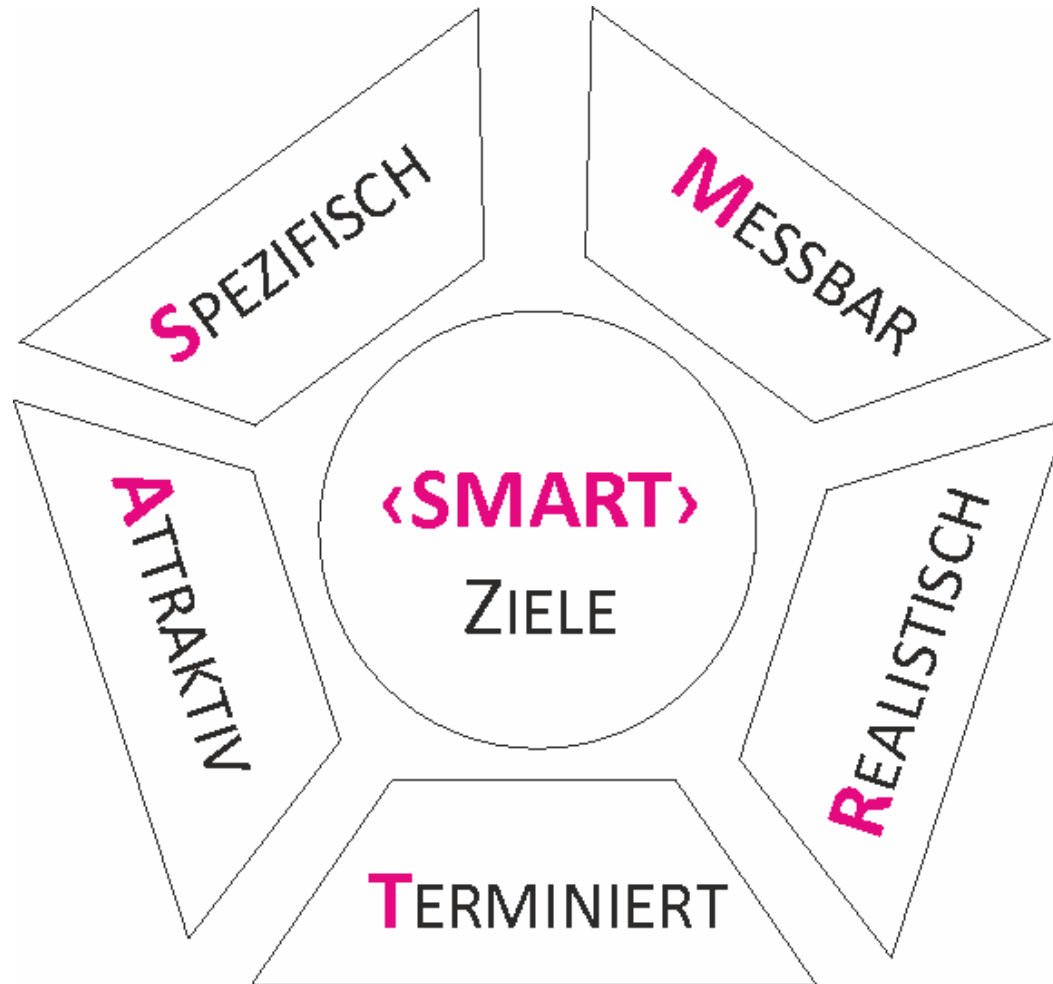 SPEZIFISCH
MESSBAR
ATTRAKTIV
‹SMART›
ZIELE
REALISTISCH
TERMINIERT